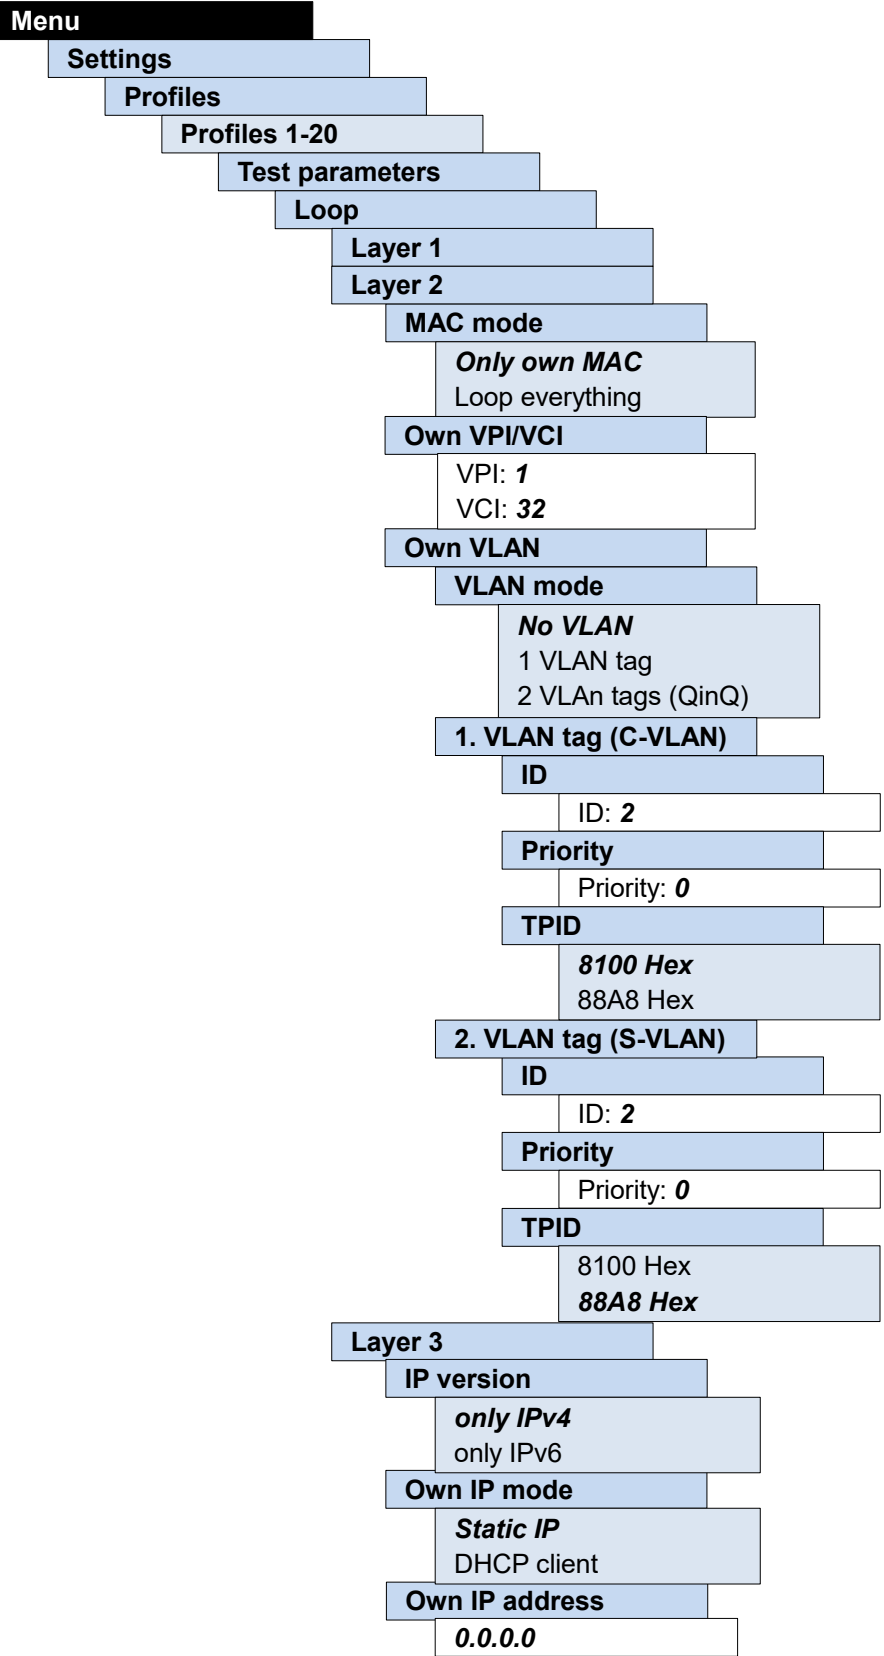 Menu
Settings
Profiles
Profiles 1-20
Test parameters
Loop
Layer 1
Layer 2
MAC mode
Only own MAC
Loop everything
Own VPI/VCI
VPI: 1
VCI: 32
Own VLAN
VLAN mode
No VLAN
1 VLAN tag
2 VLAn tags (QinQ)
1. VLAN tag (C-VLAN)
ID
ID: 2
Priority
Priority: 0
TPID
8100 Hex
88A8 Hex
2. VLAN tag (S-VLAN)
ID
ID: 2
Priority
Priority: 0
TPID
8100 Hex
88A8 Hex
Layer 3
IP version
only IPv4
only IPv6
Own IP mode
Static IP
DHCP client
Own IP address
0.0.0.0